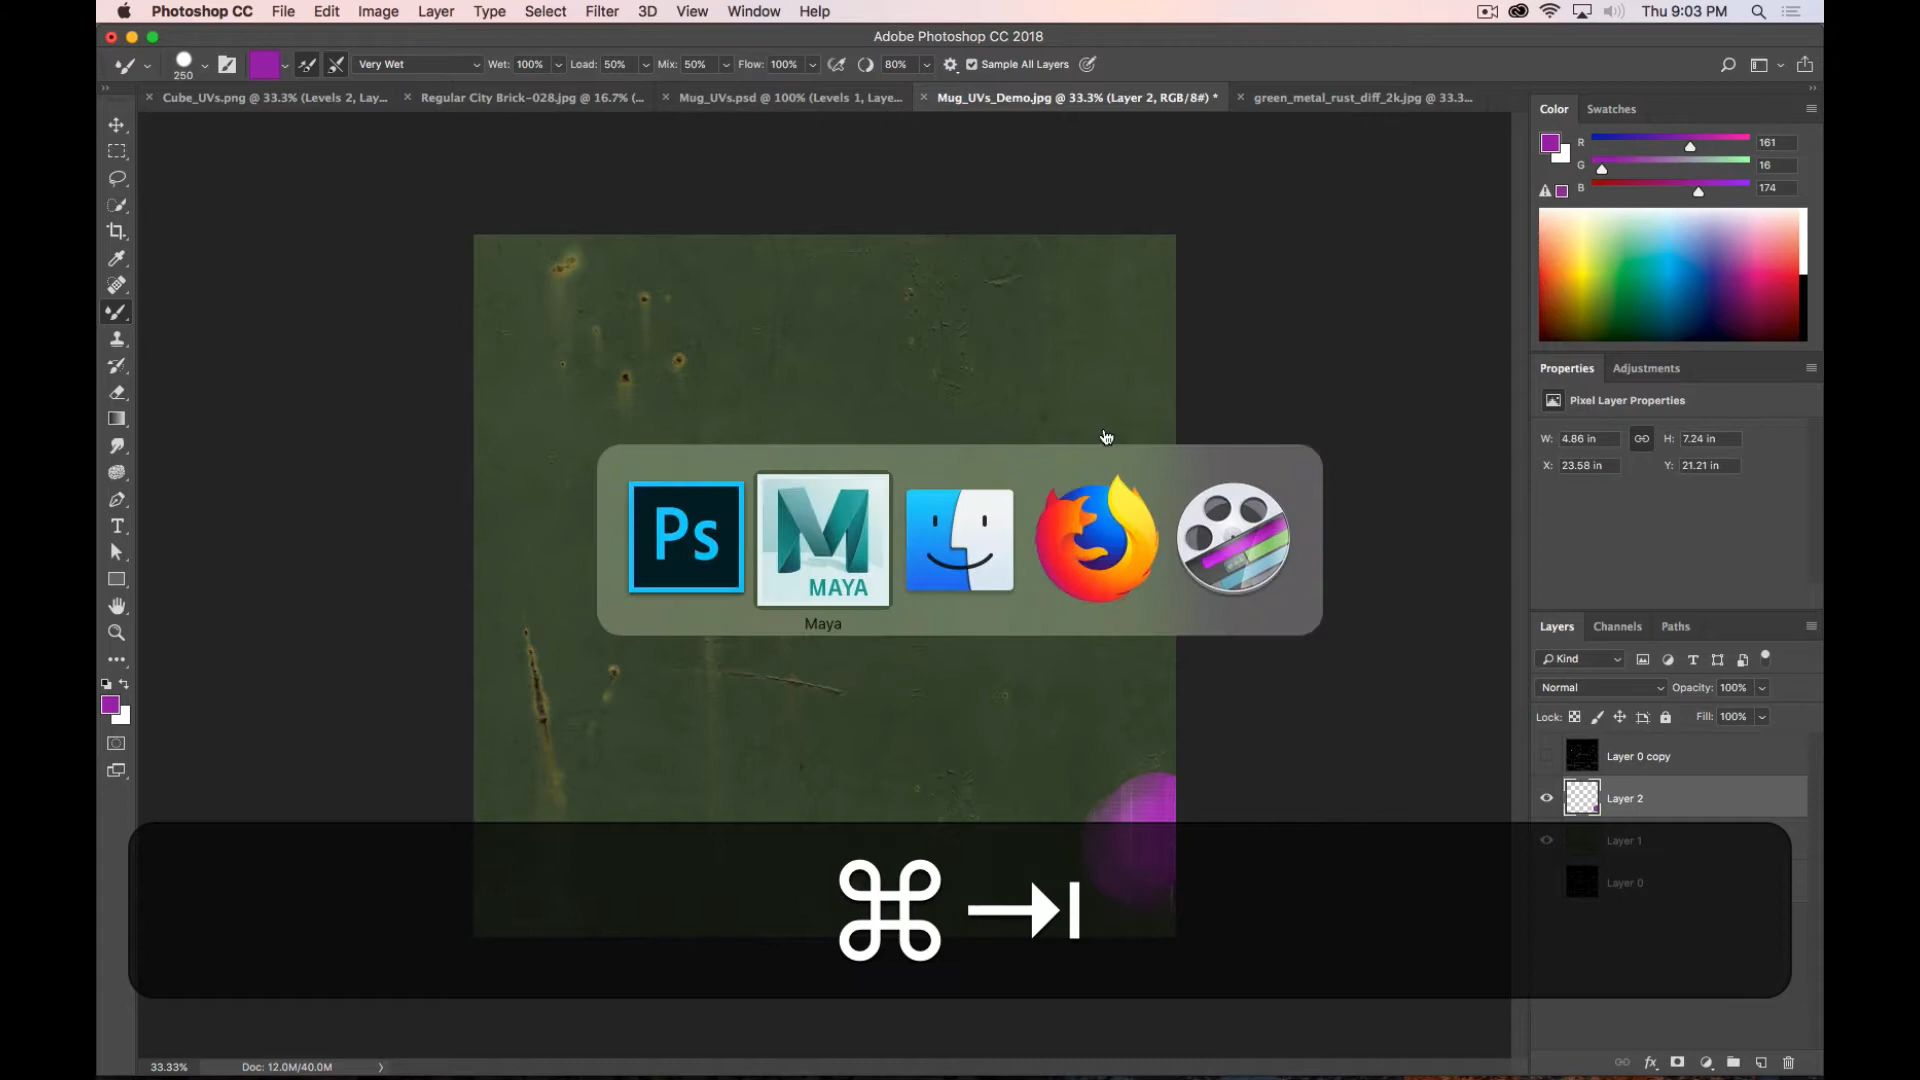 Photoshop CC File Edit Image Layer Type Select Filter 3D View Window Help Thu 9:03 PM
Adobe Photoshop CC 2018
250 Very Wet Wet: 100% Load: 50% Mix: 50% Flow: 100% 80% Sample All Layers
Cube_UVs.png @ 33.3% (Levels 2, Lay... Regular City Brick-028.jpg @ 16.7% (... Mug_UVs.psd @ 100% (Levels 1, Laye... Mug_UVs_Demo.jpg @ 33.3% (Layer 2, RGB/8#) * green_metal_rust_diff_2k.jpg @ 33.3...
Color Swatches
R 161
G 16
B 174
Properties Adjustments
Pixel Layer Properties
W: 4.86 in H: 7.24 in
X: 23.58 in Y: 21.21 in
Ps
MAYA
Maya
Layers Channels Paths
Kind
Normal Opacity: 100%
Lock: Fill: 100%
Layer 0 copy
Layer 2
Layer 1
Layer 0
⌘⇥
33.33% Doc: 12.0M/40.0M
fx